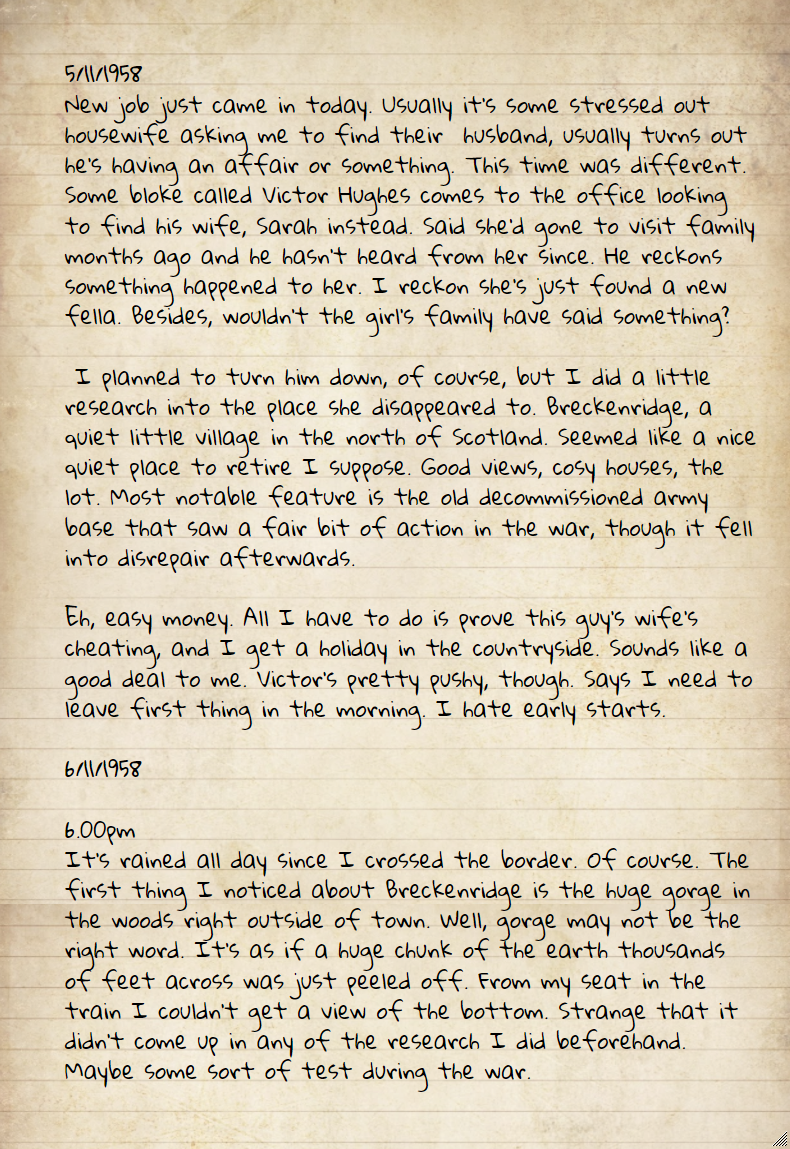 5/11/1958
New job just came in today. Usually it's some stressed out
housewife asking me to find their husband, usually turns out
he's having an affair or something. This time was different.
Some bloke called Victor Hughes comes to the office looking
to find his wife, Sarah instead. Said she'd gone to visit family
months ago and he hasn't heard from her since. He reckons
something happened to her. I reckon she's just found a new
fella. Besides, wouldn't the girl's family have said something?
I planned to turn him down, of course, but I did a little
research into the place she disappeared to. Breckenridge, a
quiet little village in the north of Scotland. Seemed like a nice
quiet place to retire I suppose. Good views, cosy houses, the
lot. Most notable feature is the old decommissioned army
base that saw a fair bit of action in the war, though it fell
into disrepair afterwards.
Eh, easy money. All I have to do is prove this guy's wife's
cheating, and I get a holiday in the countryside. Sounds like a
good deal to me. Victor's pretty pushy, though. Says I need to
leave first thing in the morning. I hate early starts.
6/11/1958
6.00pm
It's rained all day since I crossed the border. Of course. The
first thing I noticed about Breckenridge is the huge gorge in
the woods right outside of town. Well, gorge may not be the
right word. It's as if a huge chunk of the earth thousands
of feet across was just peeled off. From my seat in the
train I couldn't get a view of the bottom. Strange that it
didn't come up in any of the research I did beforehand.
Maybe some sort of test during the war.